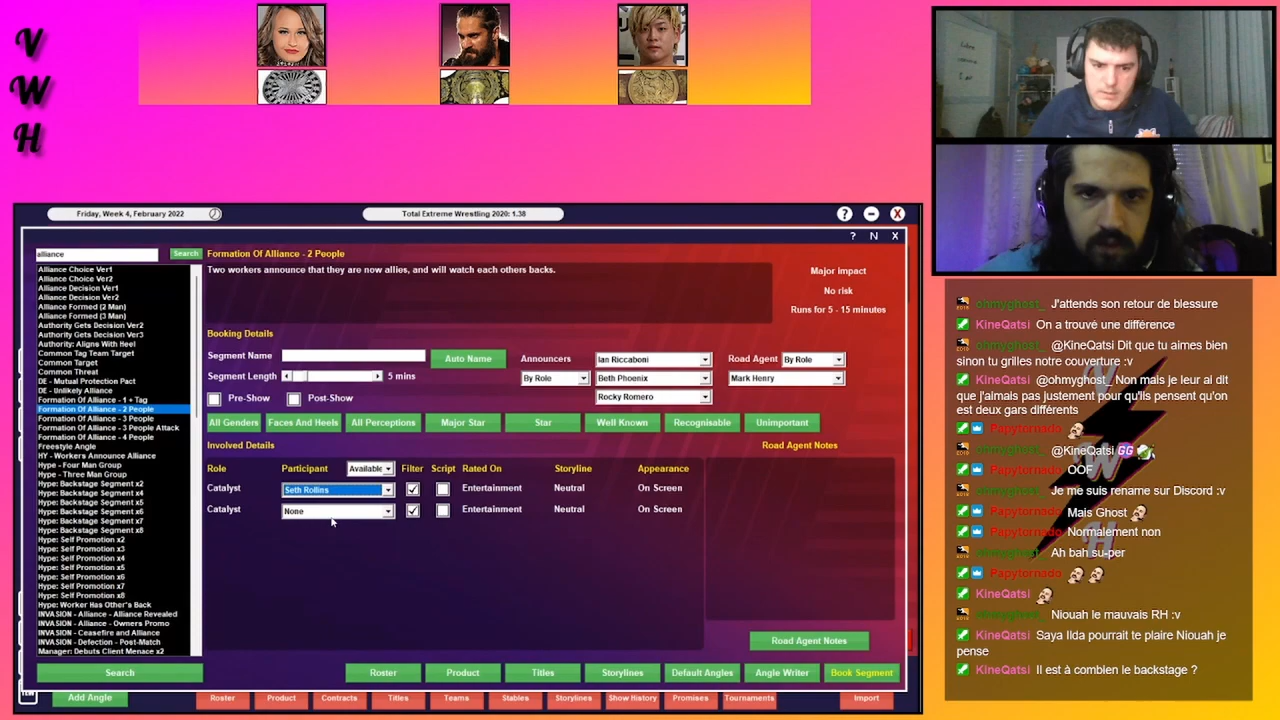 V
W
H
Friday, Week 4, February 2022
Total Extreme Wrestling 2020: 1.38
? X
? N X
alliance
Search
Formation Of Alliance - 2 People
Two workers announce that they are now allies, and will watch each others backs.
Major impact
No risk
Runs for 5 - 15 minutes
Alliance Choice Ver1
Alliance Choice Ver2
Alliance Decision Ver1
Alliance Decision Ver2
Alliance Formed (2 Man)
Alliance Formed (3 Man)
Authority Gets Decision Ver2
Authority Gets Decision Ver3
Authority: Aligns With Heel
Common Tag Team Target
Common Target
Common Threat
DE - Mutual Protection Pact
DE - Unlikely Alliance
Formation Of Alliance - 1 + Tag
Formation Of Alliance - 2 People
Formation Of Alliance - 3 People
Formation Of Alliance - 3 People Attack
Formation Of Alliance - 4 People
Freestyle Angle
HY - Workers Announce Alliance
Hype - Four Man Group
Hype - Three Man Group
Hype: Backstage Segment x2
Hype: Backstage Segment x3
Hype: Backstage Segment x4
Hype: Backstage Segment x5
Hype: Backstage Segment x6
Hype: Backstage Segment x7
Hype: Backstage Segment x8
Hype: Self Promotion x2
Hype: Self Promotion x3
Hype: Self Promotion x4
Hype: Self Promotion x5
Hype: Self Promotion x6
Hype: Self Promotion x7
Hype: Self Promotion x8
Hype: Worker Has Other"s Back
INVASION - Alliance - Alliance Revealed
INVASION - Alliance - Owners Promo
INVASION - Ceasefire and Alliance
INVASION - Defection - Post-Match
Manager: Debuts Client Menace x2
Search
Booking Details
Segment Name
Auto Name
Segment Length
5 mins
Pre-Show
Post-Show
Announcers
By Role
Ian Riccaboni
Beth Phoenix
Rocky Romero
Road Agent
By Role
Mark Henry
All Genders
Faces And Heels
All Perceptions
Major Star
Star
Well Known
Recognisable
Unimportant
Involved Details
Road Agent Notes
Role Participant Available Filter Script Rated On Storyline Appearance
Catalyst Seth Rollins Entertainment Neutral On Screen
Catalyst None Entertainment Neutral On Screen
Road Agent Notes
Roster
Product
Titles
Storylines
Default Angles
Angle Writer
Book Segment
Add Angle
Roster
Product
Contracts
Titles
Teams
Stables
Storylines
Show History
Promises
Tournaments
Import
ohmyghost_ J'attends son retour de blessure
KineQatsi On a trouvé une différence
ohmyghost_ @KineQatsi Dit que tu aimes bien
sinon tu grilles notre couverture :v
KineQatsi @ohmyghost_ Non mais je leur ai dit
que j'aimais pas justement pour qu'ils pensent qu'on
est deux gars différents
Papytornado
ohmyghost_ @KineQatsi GG
Papytornado OOF
ohmyghost_ Je me suis rename sur Discord :v
Papytornado Mais Ghost
Papytornado Normalement non
ohmyghost_ Ah bah su-per
Papytornado
KineQatsi
ohmyghost_ Niouah le mauvais RH :v
KineQatsi Saya Ilda pourrait te plaire Niouah je
pense
KineQatsi Il est à combien le backstage ?